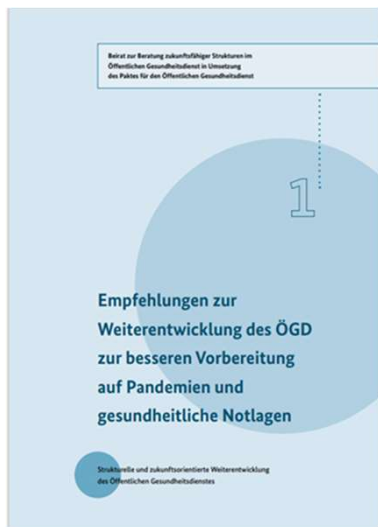 Beirat zur Beratung zukunftsfähiger Strukturen im
Öffentlichen Gesundheitsdienst in Umsetzung
des Paktes für den Öffentlichen Gesundheitsdienst
1
Empfehlungen zur
Weiterentwicklung des ÖGD
zur besseren Vorbereitung
auf Pandemien und
gesundheitliche Notlagen
Strukturelle und zukunftsorientierte Weiterentwicklung
des Öffentlichen Gesundheitsdienstes